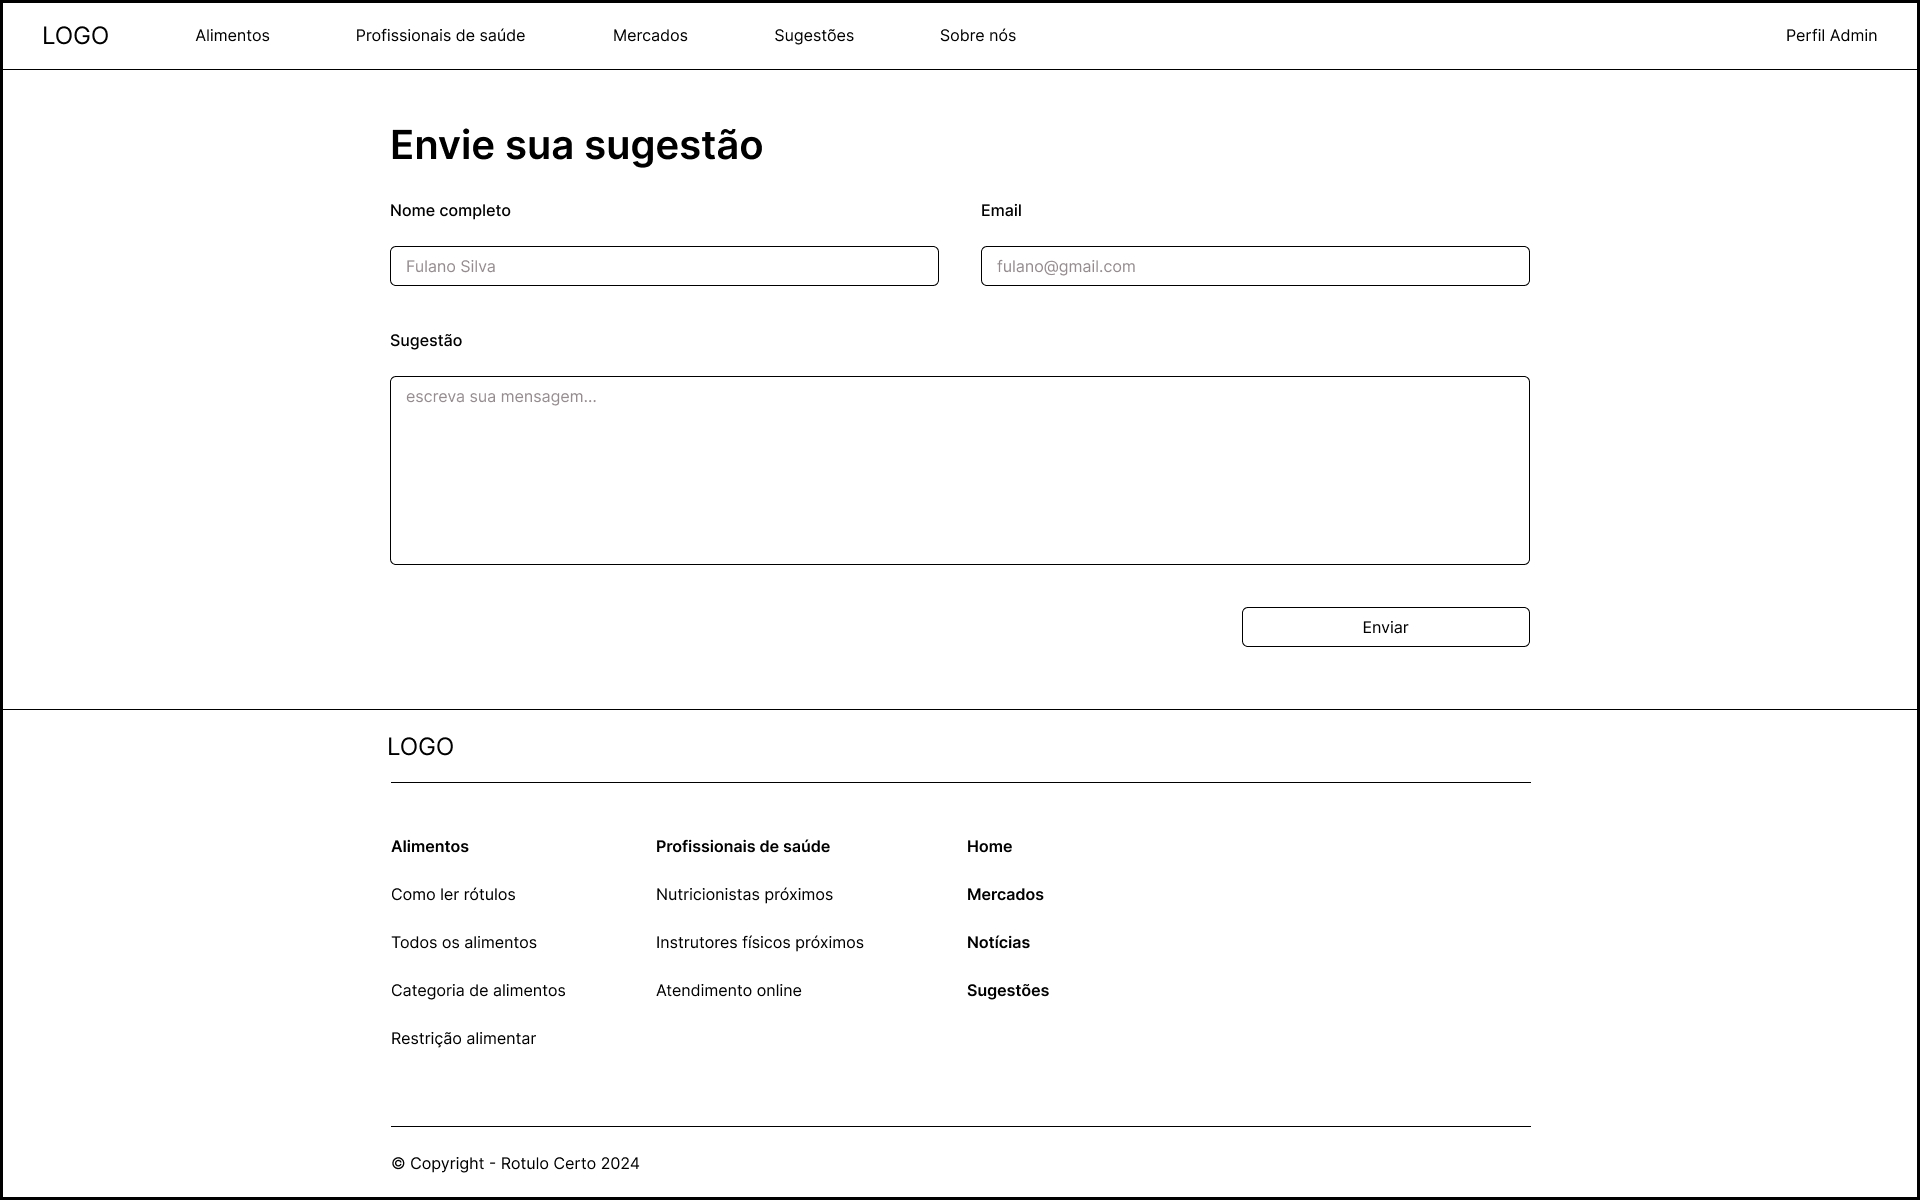 LOGO Alimentos Profissionais de saúde Mercados Sugestões Sobre nós Perfil Admin
Envie sua sugestão
Nome completo Email
Fulano Silva fulano@gmail.com
Sugestão
escreva sua mensagem...
Enviar
LOGO
Alimentos Profissionais de saúde Home
Como ler rótulos Nutricionistas próximos Mercados
Todos os alimentos Instrutores físicos próximos Notícias
Categoria de alimentos Atendimento online Sugestões
Restrição alimentar
© Copyright - Rotulo Certo 2024